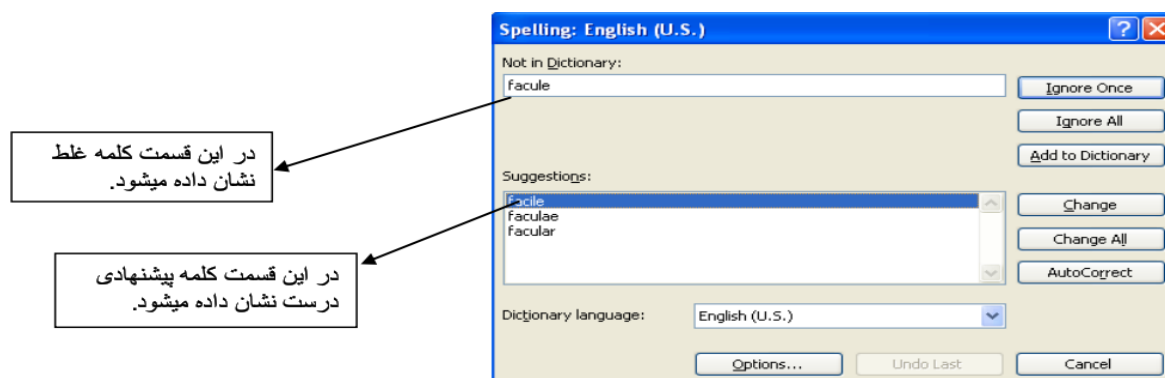 Spelling: English (U.S.)
Not in Dictionary:
facule
Ignore Once
Ignore All
Add to Dictionary
در این قسمت کلمه غلط
نشان داده میشود.
Suggestions:
facile
faculae
facular
Change
Change All
AutoCorrect
در این قسمت کلمه پیشنهادی
درست نشان داده میشود.
Dictionary language:
English (U.S.)
Options...
Undo Last
Cancel